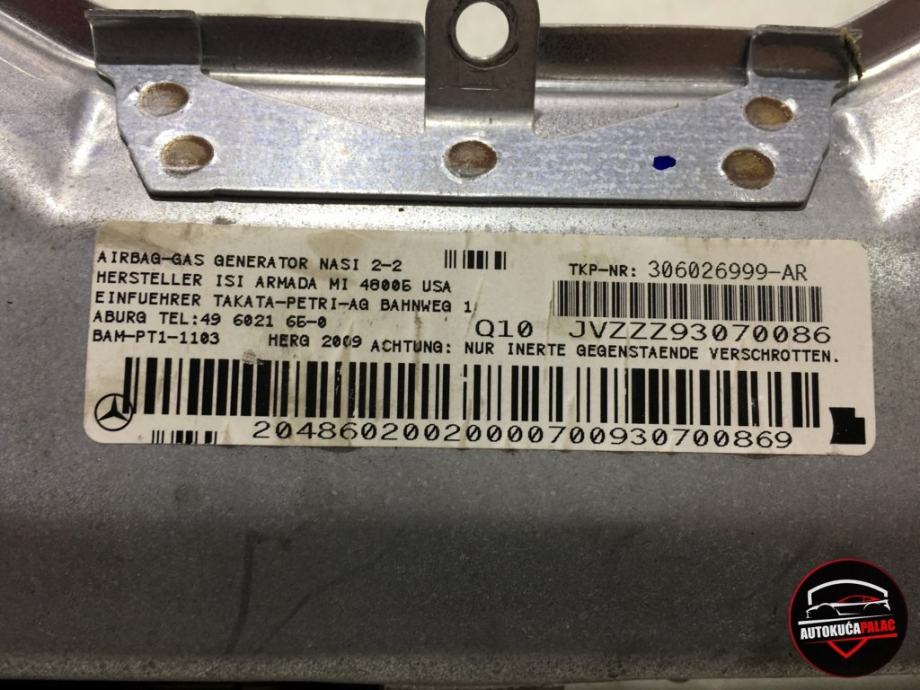 AIRBAG-GAS GENERATOR NASI 2-2
HERSTELLER ISI ARMADA MI 48005 USA
EINFUEHRER TAKATA-PETRI-AG BAHNWEG 1
ABURG TEL:49 6021 65-0
BAM-PT1-1103 HERG 2009 ACHTUNG: NUR INERTE GEGENSTAENDE VERSCHROTTEN.
TKP-NR: 306026999-AR
Q10 JVZZZ93070086
204860200200007009307008​69
AUTOKUĆA PALAC